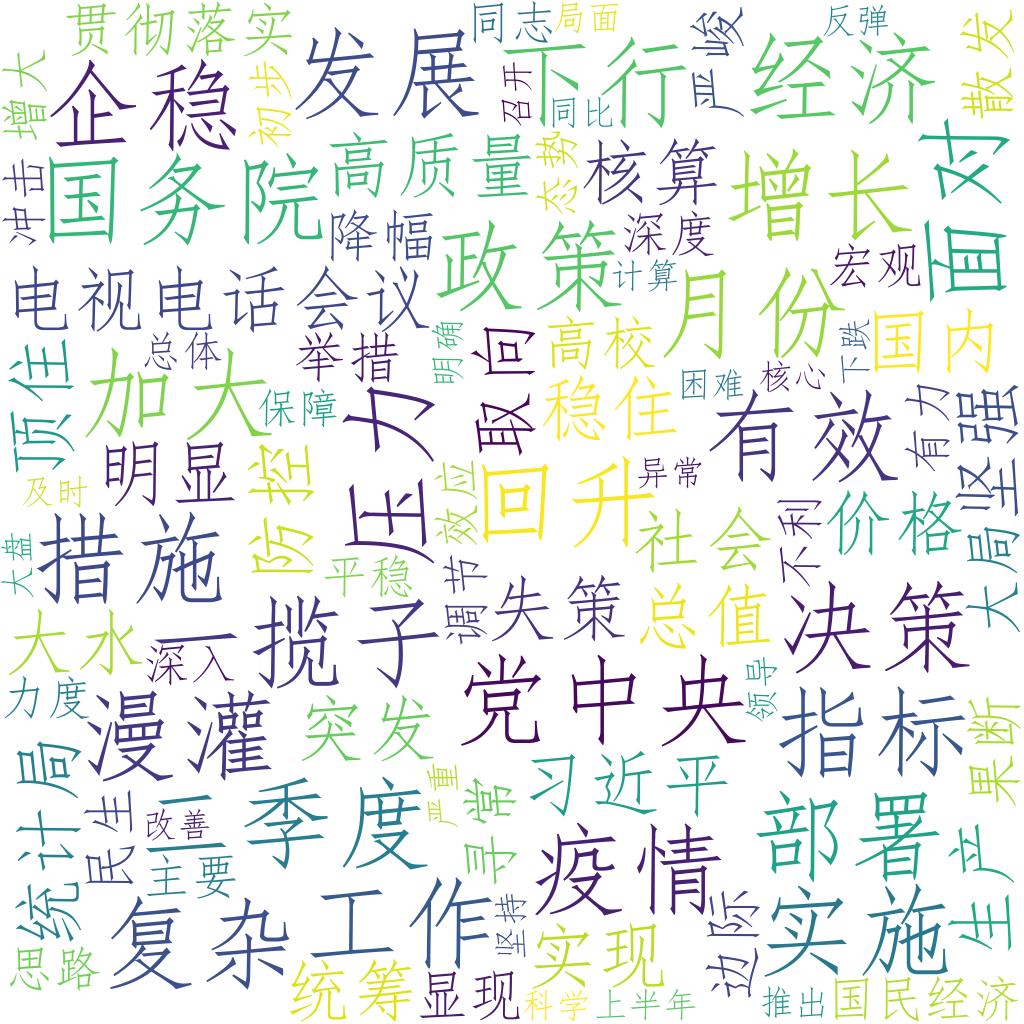 贯彻落实
发展
同志
局面
下行
严峻
经济
反弹
散发
增大
企稳
初步
召开
同比
冲击
国务院
高质量
态势
核算
增长
面对
降幅
政策
深度
计算
宏观
电视电话会议
月份
国内
顶住
总体
举措
明确
取向
高校
下跌
加大
保障
压力
稳住
困难
核心
有效
有力
坚强
明显
防控
及时
效应
回升
异常
社会
不利
价格
大局
大盘
措施
平稳
调节
失策
总值
决策
大水
深入
一揽子
党中央
领导
力度
漫灌
突发
指标
果断
统计局
民生
改善
二季度
严重
寻常
习近平
部署
生产
主要
疫情
复杂
工作
坚持
实现
边际
实施
思路
统筹
显现
科学
上半年
推出
国民经济